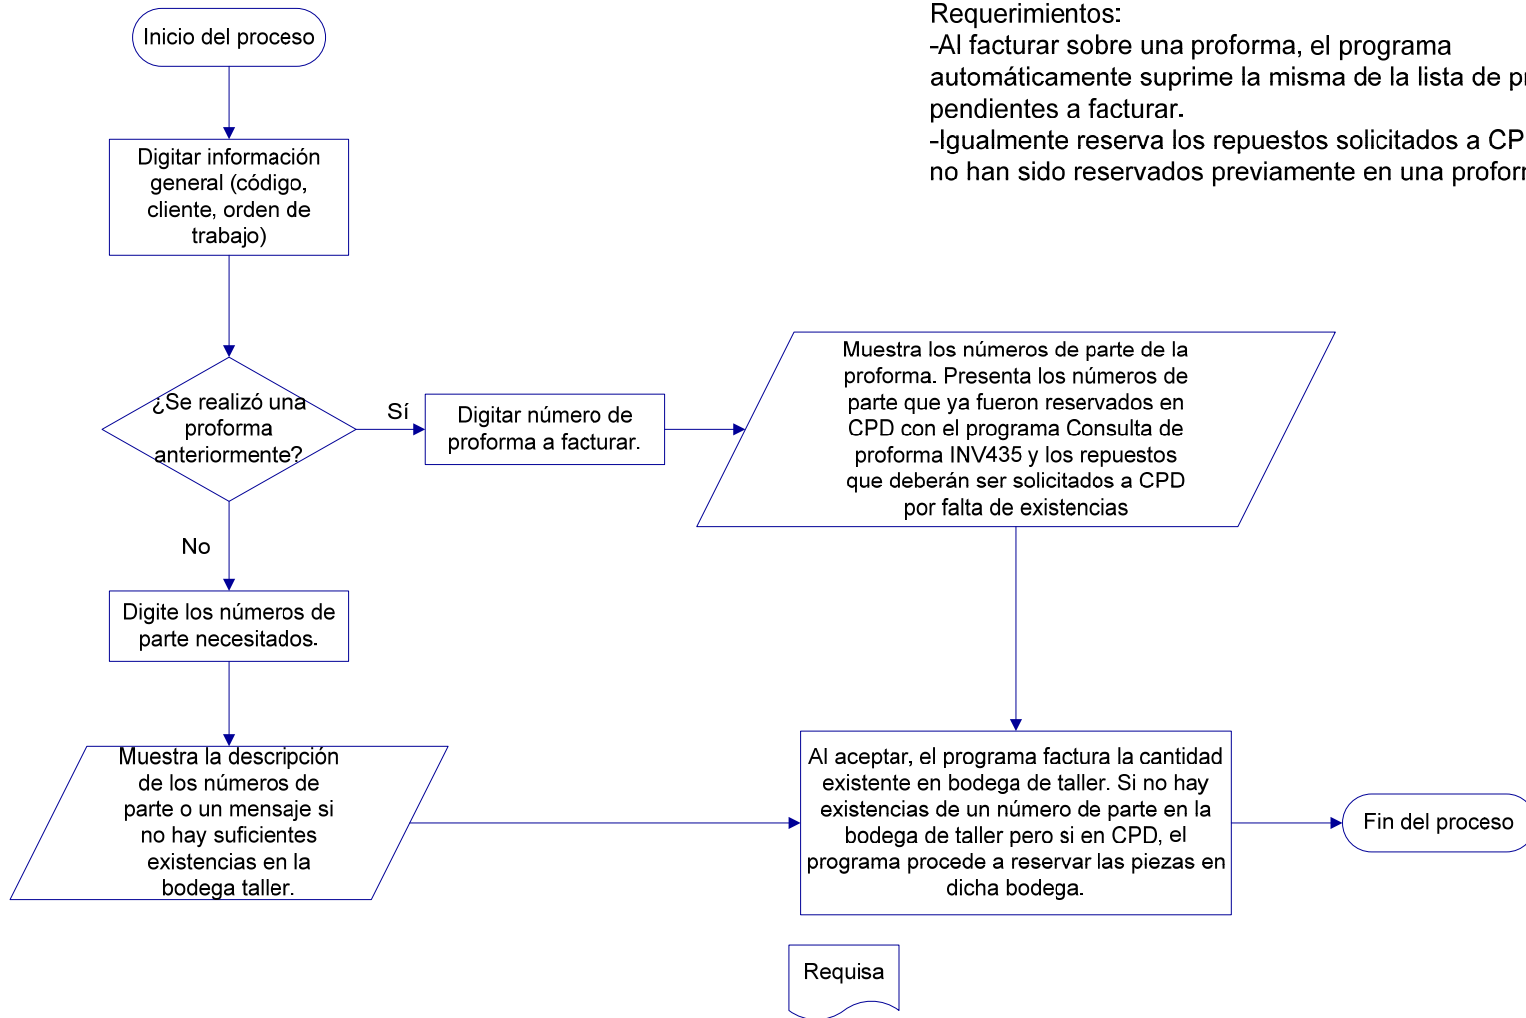 Inicio del proceso
Requerimientos:
-Al facturar sobre una proforma, el programa
automáticamente suprime la misma de la lista de
pendientes a facturar.
-Igualmente reserva los repuestos solicitados a
no han sido reservados previamente en una
Digitar información
general (código,
cliente, orden de
trabajo)
¿Se realizó una
proforma
anteriormente?
Sí
Digitar número de
proforma a facturar.
Muestra los números de parte de la
proforma. Presenta los números de
parte que ya fueron reservados en
CPD con el programa Consulta de
proforma INV435 y los repuestos
que deberán ser solicitados a CPD
por falta de existencias
No
Digite los números de
parte necesitados.
Muestra la descripción
de los números de
parte o un mensaje si
no hay suficientes
existencias en la
bodega taller.
Al aceptar, el programa factura la cantidad
existente en bodega de taller. Si no hay
existencias de un número de parte en la
bodega de taller pero si en CPD, el
programa procede a reservar las piezas en
dicha bodega.
Fin del proceso
Requisa